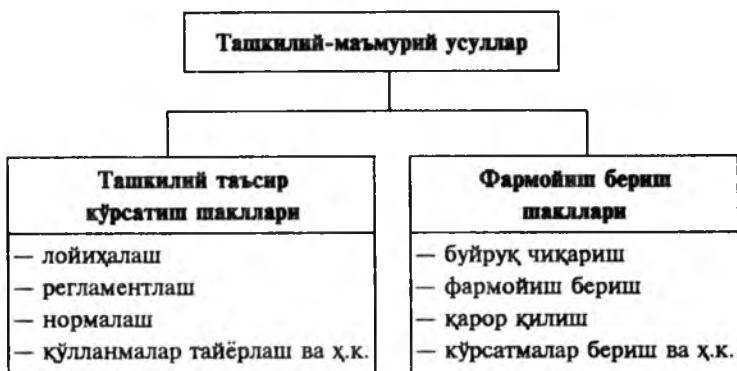 Ташкилий-маъмурий усуллар
Ташкилий таъсир
кўрсатиш шакллари
— лойиҳалаш
— регламентлаш
— нормалаш
— қўлланмалар тайёрлаш ва ҳ.к.
Фармойиш бериш
шакллари
— буйруқ чиқариш
— фармойиш бериш
— қарор қилиш
— кўрсатмалар бериш ва ҳ.к.